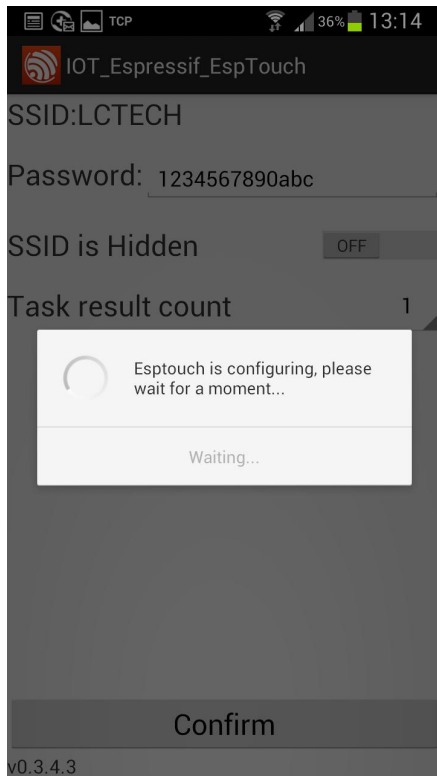 TCP 36% 13:14
IOT_Espressif_EspTouch
SSID:LCTECH
Password: 1234567890abc
SSID is Hidden OFF
Task result count 1
Esptouch is configuring, please
wait for a moment...
Waiting...
Confirm
v0.3.4.3